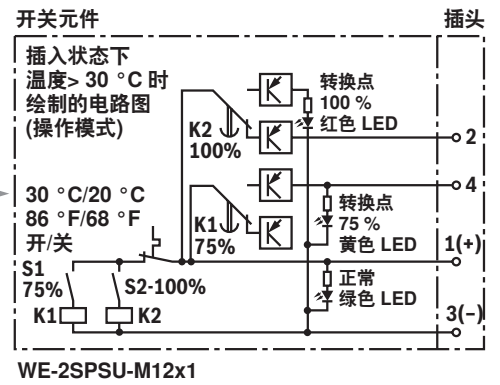 开关元件
插头
插入状态下
温度> 30 °C 时
绘制的电路图
(操作模式)
转换点
100 %
红色 LED
K2
100%
2
4
30 °C/20 °C
86 °F/68 °F
开/关
K1
75%
转换点
75 %
黄色 LED
1(+)
S1
75%
S2-100%
正常
绿色 LED
K1
K2
3(−)
WE-2SPSU-M12x1